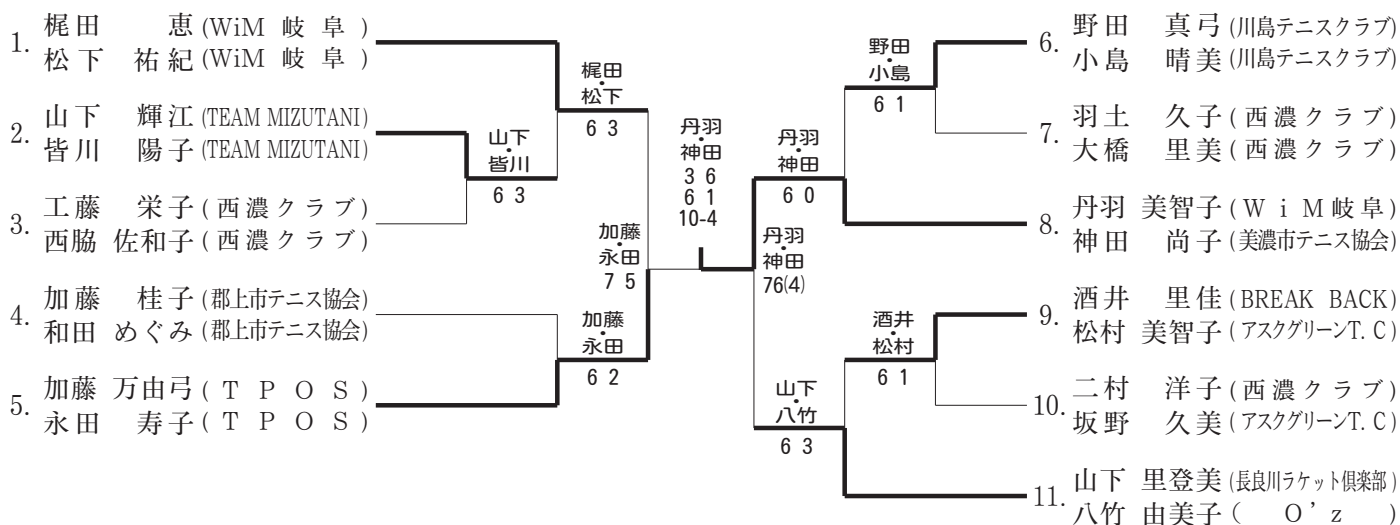 1. 梶田 恵 (WiM 岐阜)
松下 祐紀 (WiM 岐阜)
2. 山下 輝江 (TEAM MIZUTANI)
皆川 陽子 (TEAM MIZUTANI)
3. 工藤 栄子 (西濃クラブ)
西脇 佐和子 (西濃クラブ)
4. 加藤 桂子 (郡上市テニス協会)
和田 めぐみ (郡上市テニス協会)
5. 加藤 万由弓 (TPOS)
永田 寿子 (TPOS)
山下・皆川
6 3
梶田・松下
6 3
加藤・永田
6 2
加藤・永田
7 5
丹羽・神田
3 6
6 1
10-4
丹羽・神田
76(4)
丹羽・神田
6 0
山下・八竹
6 3
野田・小島
6 1
酒井・松村
6 1
6. 野田 真弓 (川島テニスクラブ)
小島 晴美 (川島テニスクラブ)
7. 羽土 久子 (西濃クラブ)
大橋 里美 (西濃クラブ)
8. 丹羽 美智子 (WiM岐阜)
神田 尚子 (美濃市テニス協会)
9. 酒井 里佳 (BREAK BACK)
松村 美智子 (アスクグリーンT.C)
10. 二村 洋子 (西濃クラブ)
坂野 久美 (アスクグリーンT.C)
11. 山下 里登美 (長良川ラケット倶楽部)
八竹 由美子 (O'z)